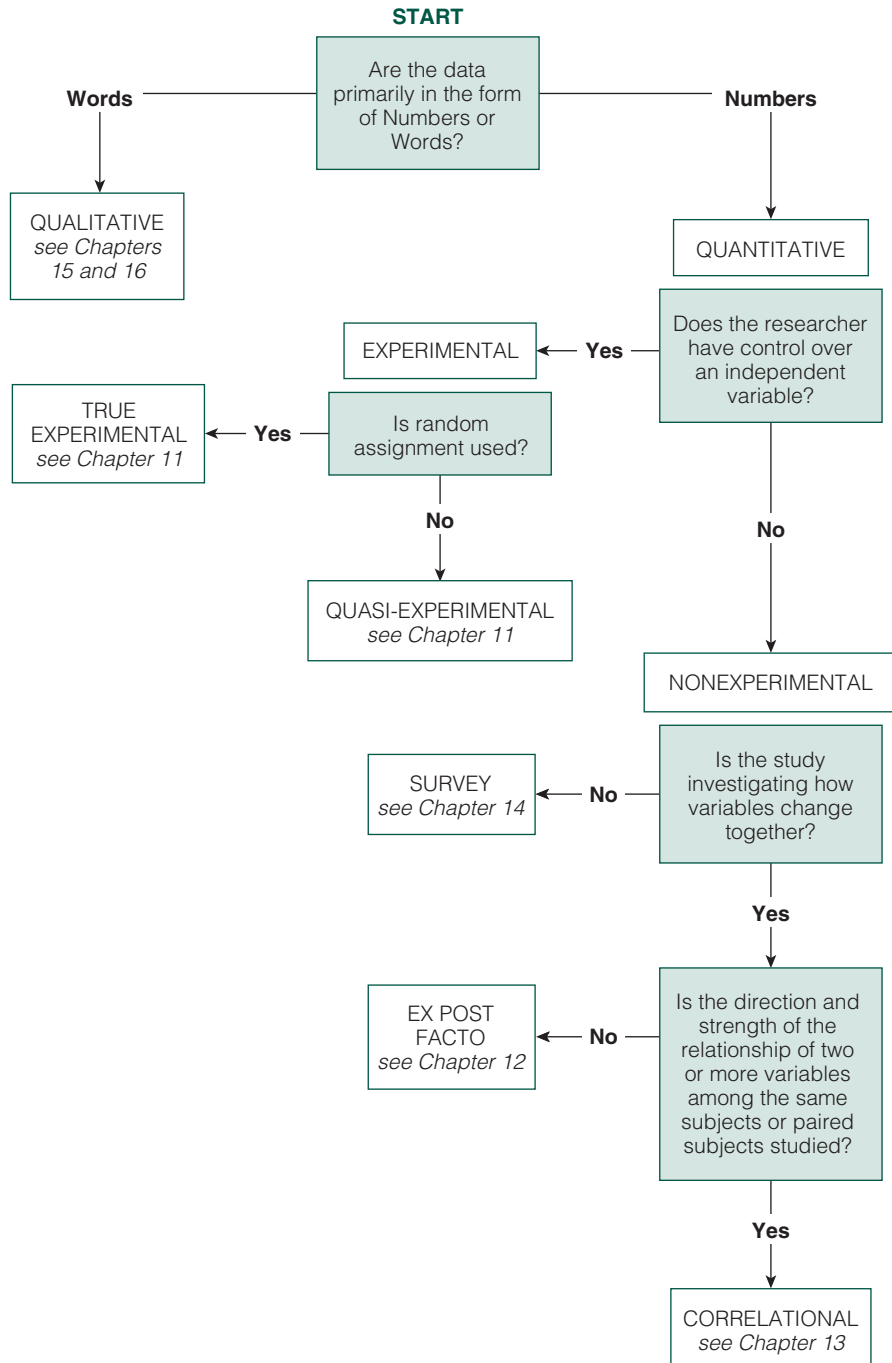 START
Are the data
primarily in the form
of Numbers or
Words?
Words
Numbers
QUALITATIVE
see Chapters
15 and 16
QUANTITATIVE
Does the researcher
have control over
an independent
variable?
Yes
EXPERIMENTAL
Is random
assignment used?
Yes
TRUE
EXPERIMENTAL
see Chapter 11
No
QUASI-EXPERIMENTAL
see Chapter 11
No
NONEXPERIMENTAL
Is the study
investigating how
variables change
together?
No
SURVEY
see Chapter 14
Yes
Is the direction and
strength of the
relationship of two
or more variables
among the same
subjects or paired
subjects studied?
No
EX POST
FACTO
see Chapter 12
Yes
CORRELATIONAL
see Chapter 13